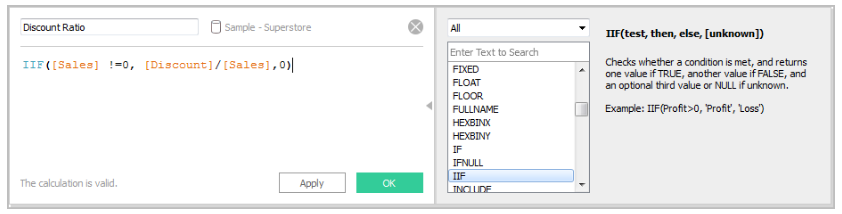 Discount Ratio
Sample - Superstore
IIF([Sales] !=0, [Discount]/[Sales],0)
The calculation is valid.
Apply
OK
All
Enter Text to Search
FIXED
FLOAT
FLOOR
FULLNAME
HEXBINX
HEXBINY
IF
IFNULL
IIF
INCLUDE
IIF(test, then, else, [unknown])
Checks whether a condition is met, and returns
one value if TRUE, another value if FALSE, and
an optional third value or NULL if unknown.
Example: IIF(Profit>0, 'Profit', 'Loss')